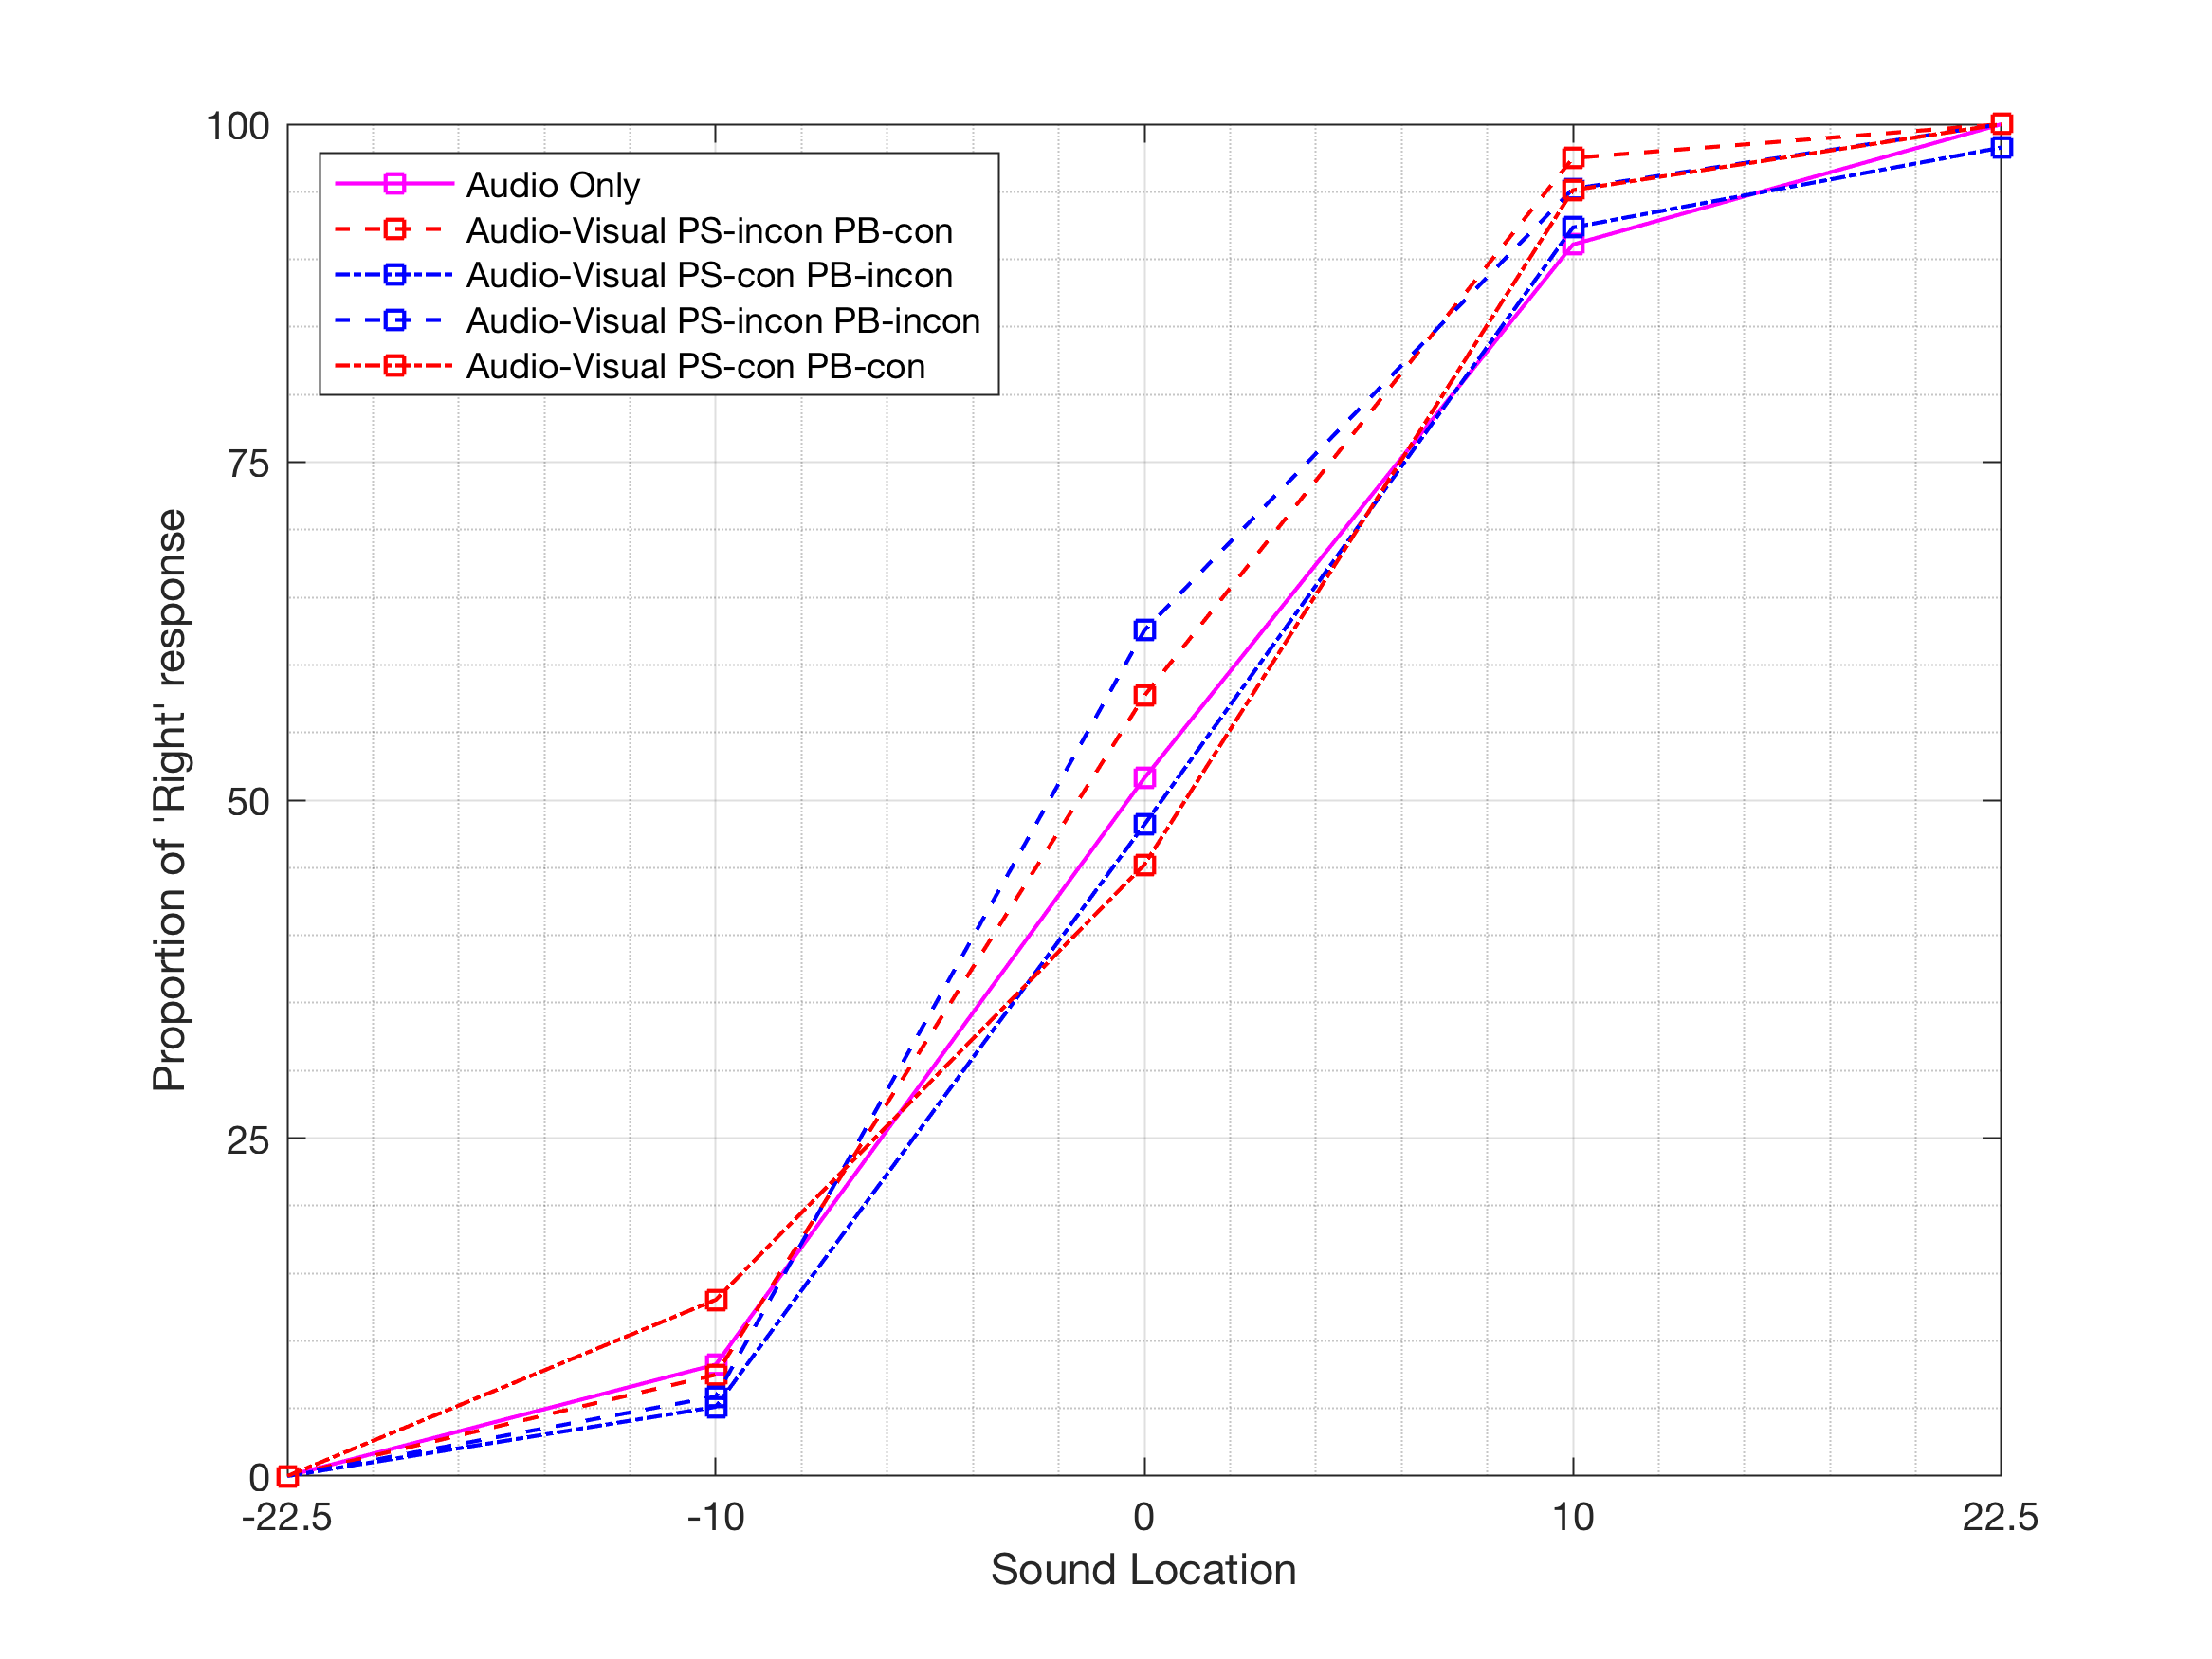 100
75
50
25
0
Proportion of 'Right' response
Audio Only
Audio-Visual PS-incon PB-con
Audio-Visual PS-con PB-incon
Audio-Visual PS-incon PB-incon
Audio-Visual PS-con PB-con
-22.5 -10 0 10 22.5
Sound Location